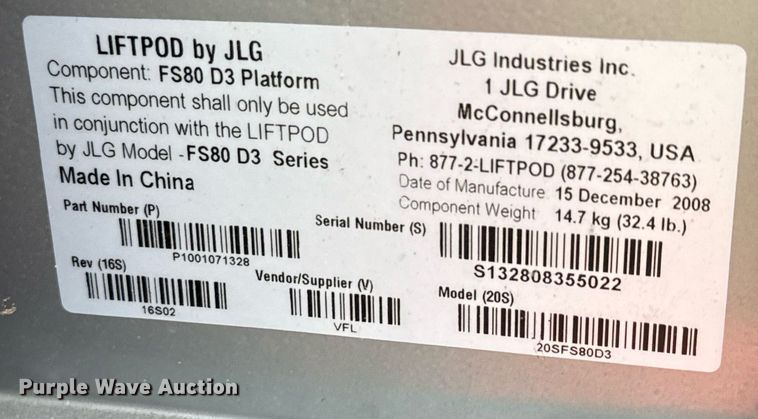 LIFTPOD by JLG
Component: FS80 D3 Platform
This component shall only be used
in conjunction with the LIFTPOD
by JLG Model - FS80 D3 Series
Made In China
JLG Industries Inc.
1 JLG Drive
McConnellsburg,
Pennsylvania 17233-9533, USA
Ph: 877-2-LIFTPOD (877-254-38763)
Date of Manufacture 15 December 2008
Component Weight 14.7 kg (32.4 lb.)
Part Number (P)
P1001071328
Serial Number (S)
S132808355022
Rev (16S)
16S02
Vendor/Supplier (V)
VFL
Model (20S)
20SFS80D3
Purple Wave Auction